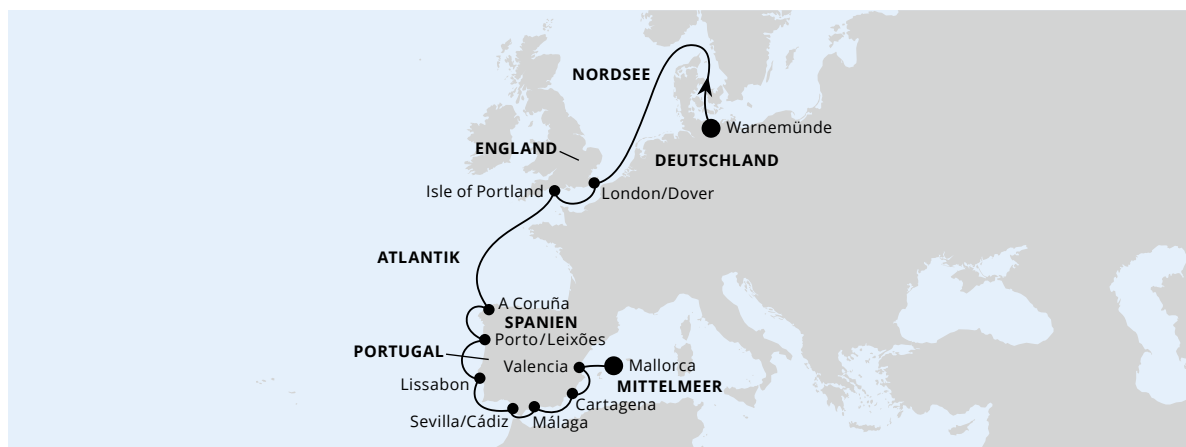 NORDSEE
Warnemünde
ENGLAND
DEUTSCHLAND
Isle of Portland
London/Dover
ATLANTIK
A Coruña
SPANIEN
Porto/Leixões
PORTUGAL
Valencia
Mallorca
Lissabon
MITTELMEER
Cartagena
Sevilla/Cádiz
Málaga